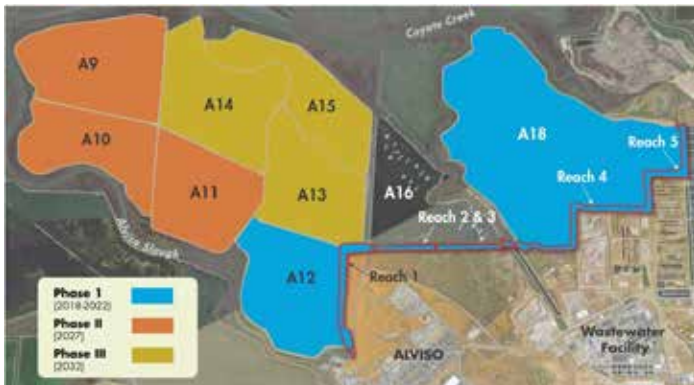 Coyote Creek
A9
A14
A15
A18
Reach 5
A10
Reach 4
A11
A13
A16
Reach 2 & 3
Alviso Slough
A12
Reach 1
Phase 1
(2018-2022)
Phase II
(2027)
Phase III
(2032)
ALVISO
Wastewater
Facility